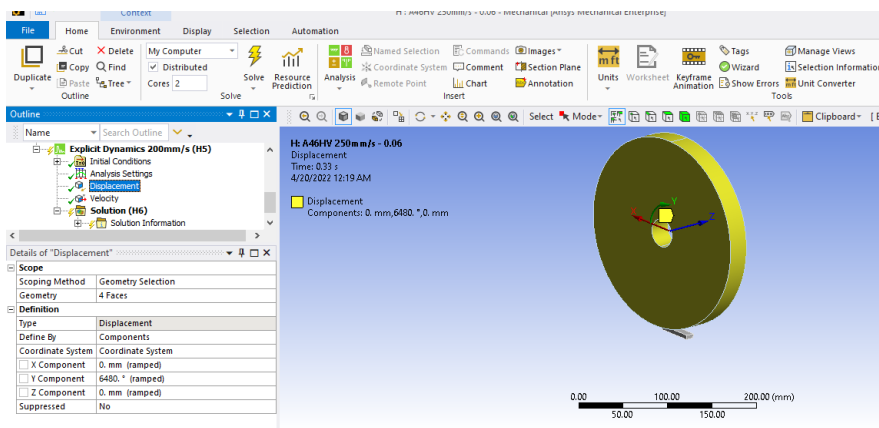 Context
H : A46HV 250mm/s - 0.06 - Mechanical [Ansys Mechanical Enterprise]
File Home Environment Display Selection Automation
Duplicate
Cut
Copy
Paste
Delete
Find
Tree
Outline
My Computer
Distributed
Cores 2
Solve
Solve
Resource Prediction
Analysis
Named Selection
Coordinate System
Remote Point
Commands
Comment
Chart
Images
Section Plane
Annotation
Insert
Units
Worksheet
Keyframe Animation
Tags
Wizard
Show Errors
Manage Views
Selection Information
Unit Converter
Tools
Outline
Name Search Outline
Select Mode Clipboard [ E
Explicit Dynamics 200mm/s (H5)
Initial Conditions
Analysis Settings
Displacement
Velocity
Solution (H6)
Solution Information
Details of "Displacement"
Scope
Scoping Method Geometry Selection
Geometry 4 Faces
Definition
Type Displacement
Define By Components
Coordinate System Coordinate System
X Component 0. mm (ramped)
Y Component 6480. ° (ramped)
Z Component 0. mm (ramped)
Suppressed No
H: A46HV 250mm/s - 0.06
Displacement
Time: 0.33 s
4/20/2022 12:19 AM
Displacement
Components: 0. mm,6480. °,0. mm
Y
Z
0.00 100.00 200.00 (mm)
50.00 150.00